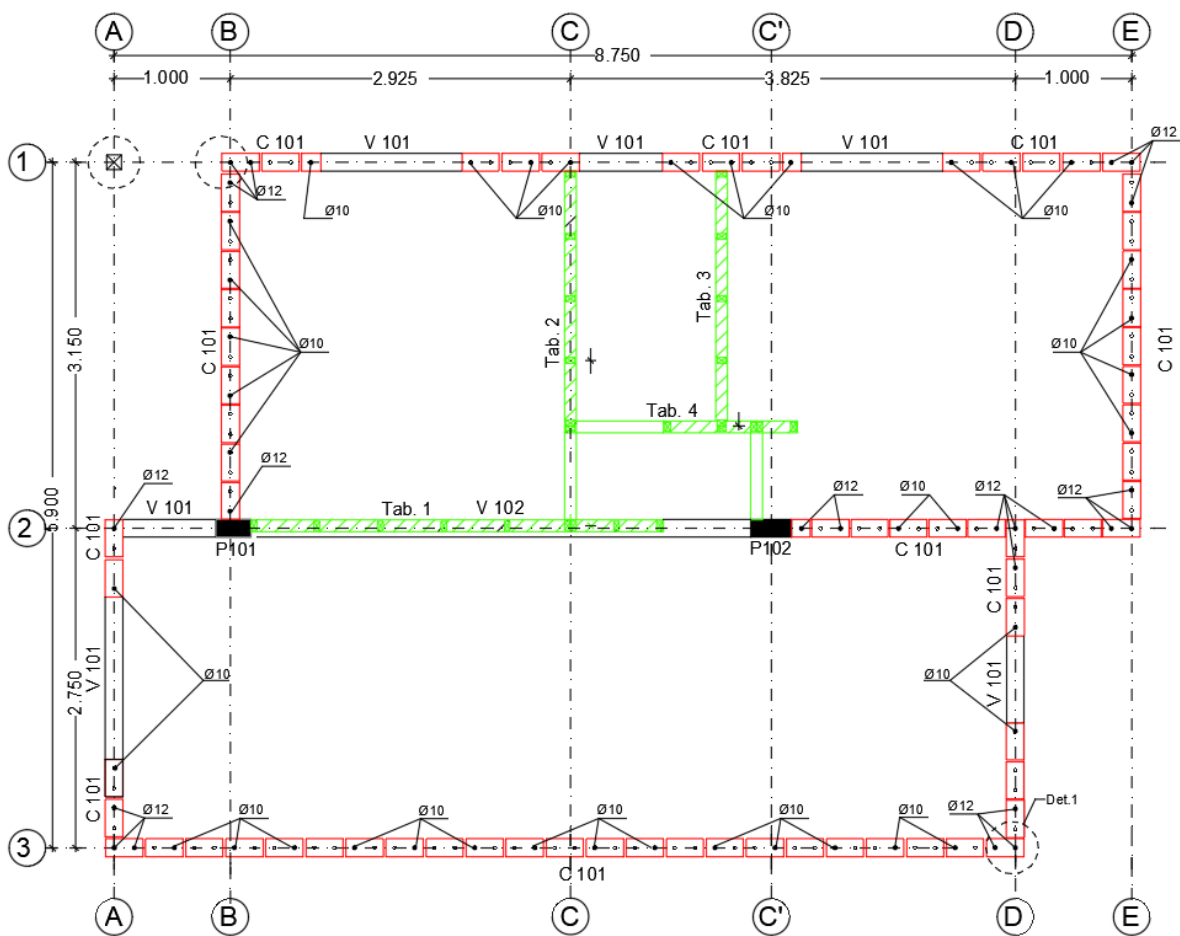 A B C C' D E
8.750
1.000 2.925 3.825 1.000
C 101 V 101 V 101 C 101 V 101 C 101
Ø12
1
Ø12
Ø10 Ø10 Ø10 Ø10
3.150
C 101
Ø10
Tab. 2
Tab. 3
Ø10
C 101
Tab. 4
5.900
Ø12
Ø12
V 101
Tab. 1 V 102
Ø12 Ø10 Ø12 Ø12
2
C 101
P101 P102
C 101
C 101
2.750
V 101
Ø10
Ø10
V 101
C 101
Ø12 Ø10 Ø10 Ø10 Ø10 Ø10 Ø12
Det.1
3
C 101
A B C C' D E